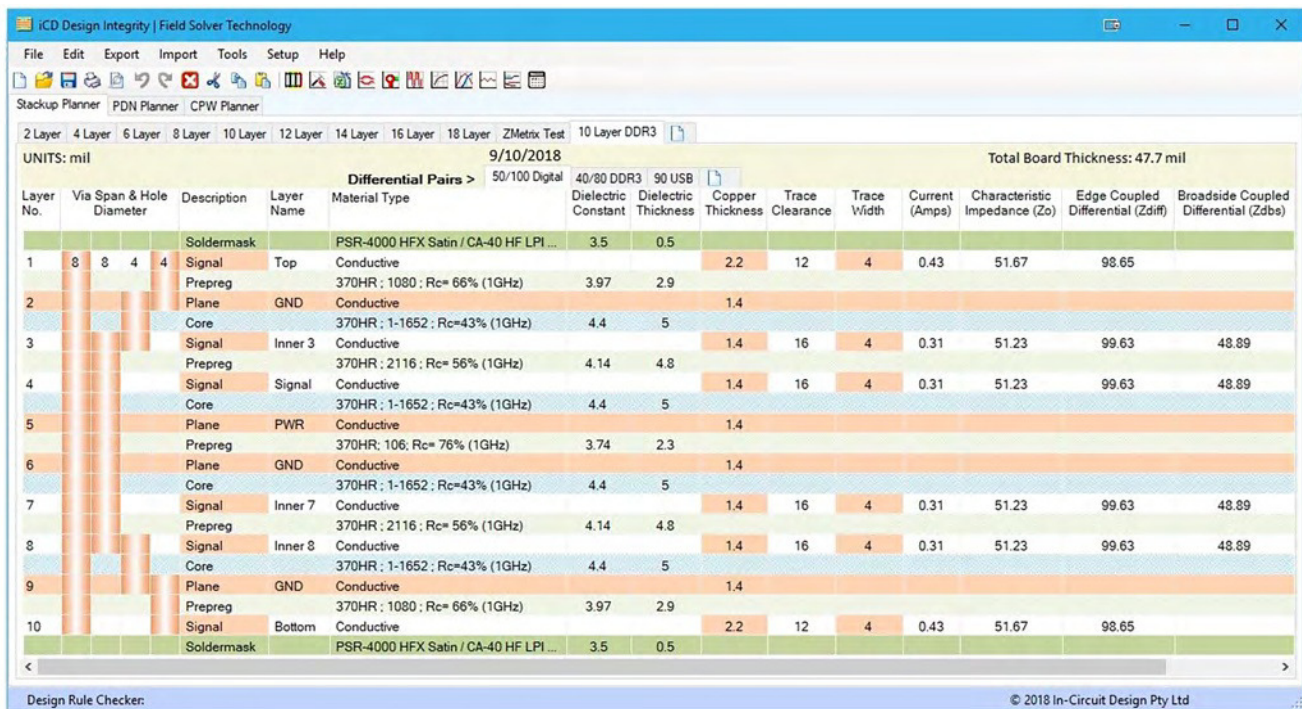 iCD Design Integrity | Field Solver Technology
File Edit Export Import Tools Setup Help
Stackup Planner PDN Planner CPW Planner
2 Layer 4 Layer 6 Layer 8 Layer 10 Layer 12 Layer 14 Layer 16 Layer 18 Layer ZMetrix Test 10 Layer DDR3
UNITS: mil 9/10/2018 Total Board Thickness: 47.7 mil
Differential Pairs > 50/100 Digital 40/80 DDR3 90 USB
Layer Via Span & Hole Description Layer Material Type Dielectric Dielectric Copper Trace Trace Current Characteristic Edge Coupled Broadside Coupled
No. Diameter Name Constant Thickness Thickness Clearance Width (Amps) Impedance (Zo) Differential (Zdiff) Differential (Zdbs)
Soldermask PSR-4000 HFX Satin / CA-40 HF LPI ... 3.5 0.5
1 8 8 4 4 Signal Top Conductive 2.2 12 4 0.43 51.67 98.65
Prepreg 370HR ; 1080 ; Rc= 66% (1GHz) 3.97 2.9
2 Plane GND Conductive 1.4
Core 370HR ; 1-1652 ; Rc=43% (1GHz) 4.4 5
3 Signal Inner 3 Conductive 1.4 16 4 0.31 51.23 99.63 48.89
Prepreg 370HR ; 2116 ; Rc= 56% (1GHz) 4.14 4.8
4 Signal Signal Conductive 1.4 16 4 0.31 51.23 99.63 48.89
Core 370HR ; 1-1652 ; Rc=43% (1GHz) 4.4 5
5 Plane PWR Conductive 1.4
Prepreg 370HR; 106; Rc= 76% (1GHz) 3.74 2.3
6 Plane GND Conductive 1.4
Core 370HR ; 1-1652 ; Rc=43% (1GHz) 4.4 5
7 Signal Inner 7 Conductive 1.4 16 4 0.31 51.23 99.63 48.89
Prepreg 370HR ; 2116 ; Rc= 56% (1GHz) 4.14 4.8
8 Signal Inner 8 Conductive 1.4 16 4 0.31 51.23 99.63 48.89
Core 370HR ; 1-1652 ; Rc=43% (1GHz) 4.4 5
9 Plane GND Conductive 1.4
Prepreg 370HR ; 1080 ; Rc= 66% (1GHz) 3.97 2.9
10 Signal Bottom Conductive 2.2 12 4 0.43 51.67 98.65
Soldermask PSR-4000 HFX Satin / CA-40 HF LPI ... 3.5 0.5
Design Rule Checker: © 2018 In-Circuit Design Pty Ltd